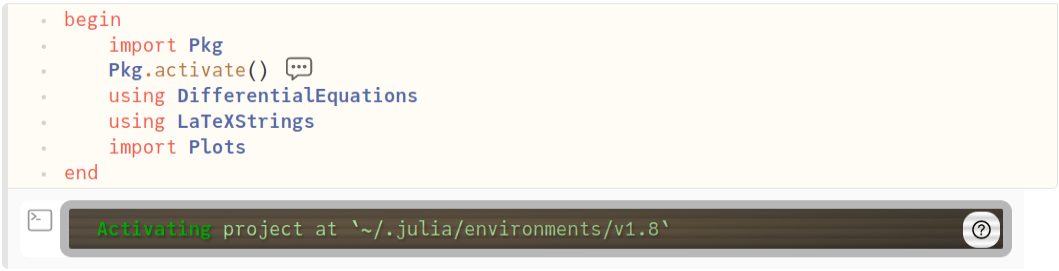 begin
import Pkg
Pkg.activate()
using DifferentialEquations
using LaTeXStrings
import Plots
end
Activating project at `~/.julia/environments/v1.8`